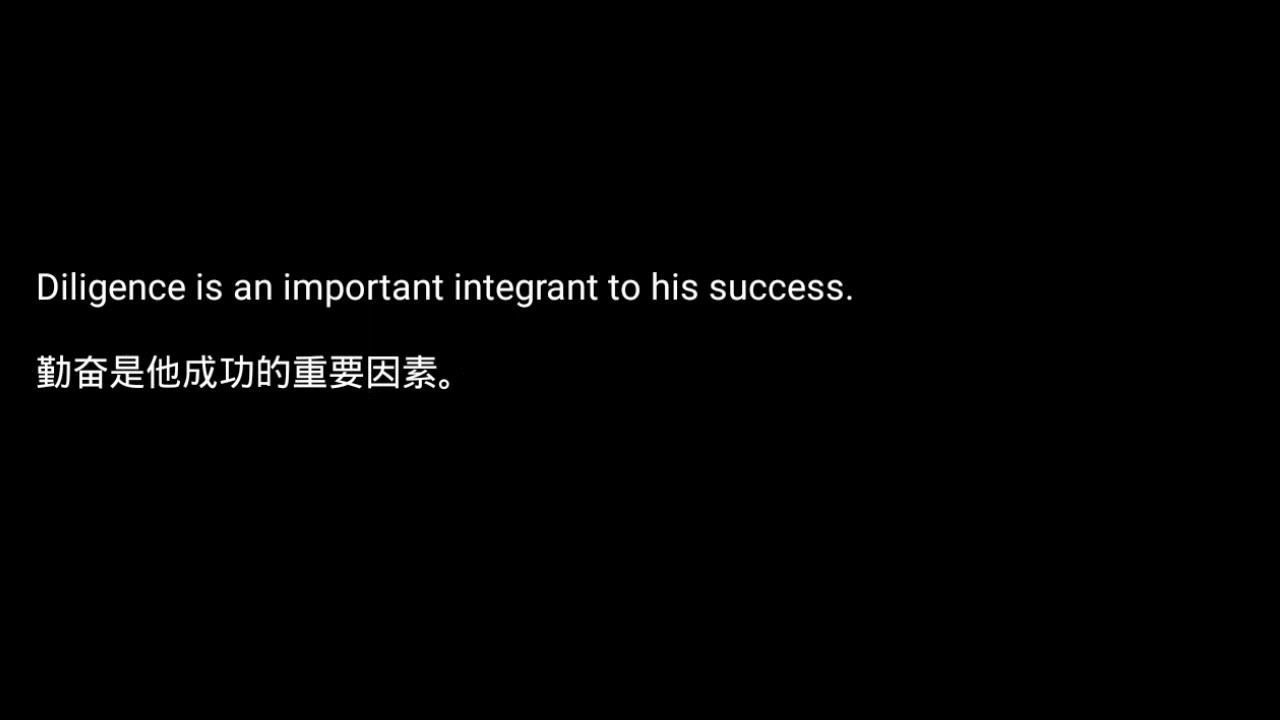 Diligence is an important integrant to his success.
勤奋是他成功的重要因素。